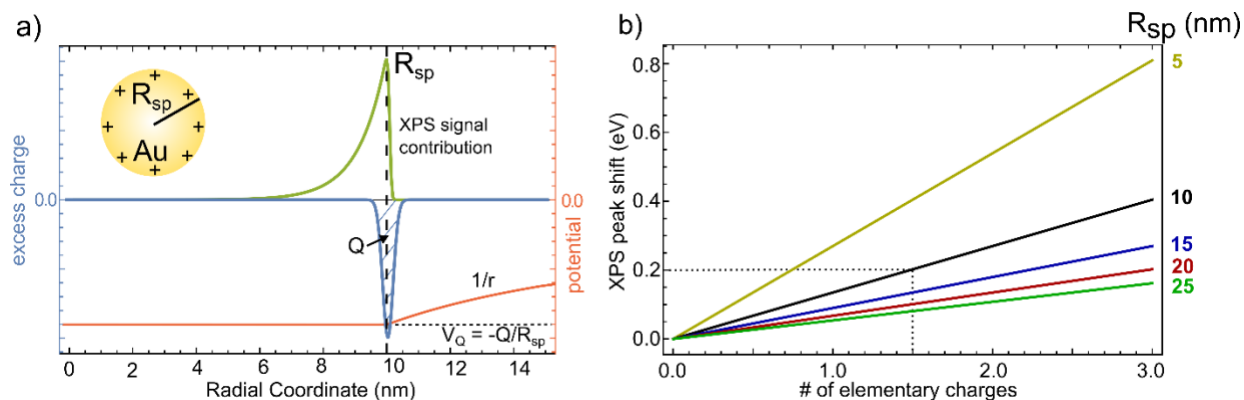 a)
R_sp
XPS signal
contribution
R_sp
Au
+ + + + + + + +
excess charge
0.0
0.0
potential
Q
1/r
V_Q = -Q/R_sp
0 2 4 6 8 10 12 14
Radial Coordinate (nm)
b)
R_sp (nm)
XPS peak shift (eV)
0.8
0.6
0.4
0.2
0.0
5
10
15
20
25
0.0 1.0 2.0 3.0
# of elementary charges